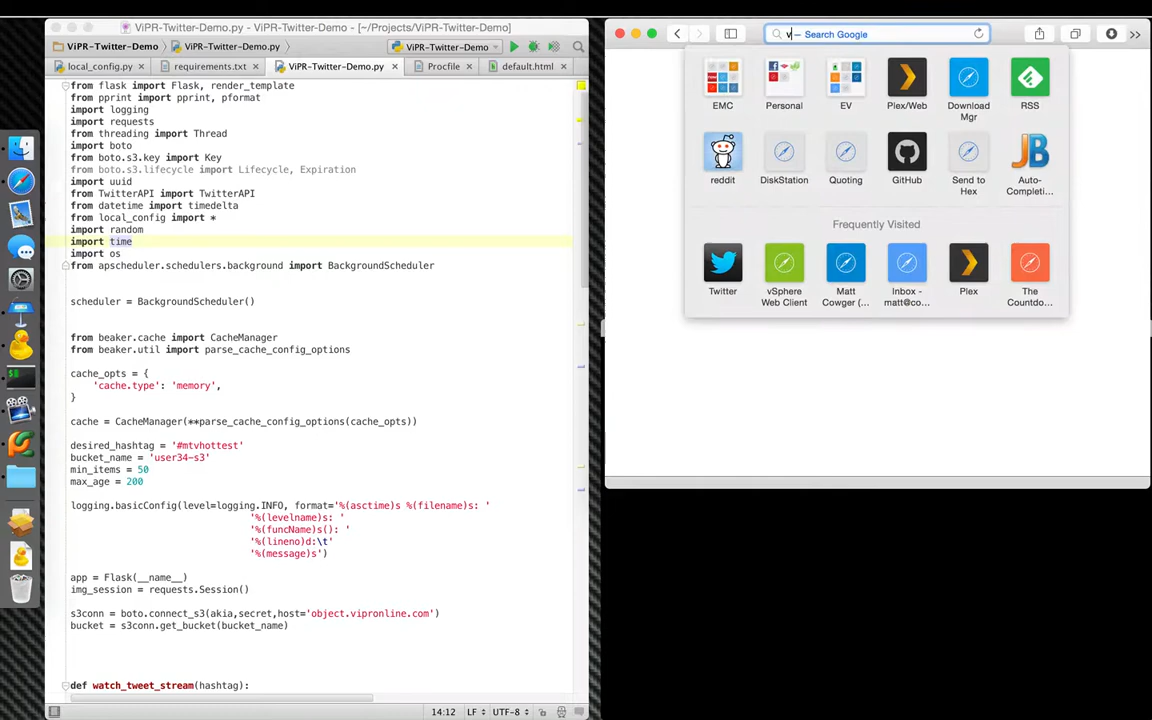 ViPR-Twitter-Demo.py - ViPR-Twitter-Demo - [~/Projects/ViPR-Twitter-Demo]
ViPR-Twitter-Demo
ViPR-Twitter-Demo.py
ViPR-Twitter-Demo
local_config.py
requirements.txt
ViPR-Twitter-Demo.py
Procfile
default.html
from flask import Flask, render_template
from pprint import pprint, pformat
import logging
import requests
from threading import Thread
import boto
from boto.s3.key import Key
from boto.s3.lifecycle import Lifecycle, Expiration
import uuid
from TwitterAPI import TwitterAPI
from datetime import timedelta
from local_config import *
import random
import time
import os
from apscheduler.schedulers.background import BackgroundScheduler
scheduler = BackgroundScheduler()
from beaker.cache import CacheManager
from beaker.util import parse_cache_config_options
cache_opts = {
'cache.type': 'memory',
}
cache = CacheManager(**parse_cache_config_options(cache_opts))
desired_hashtag = '#mtvhottest'
bucket_name = 'user34-s3'
min_items = 50
max_age = 200
logging.basicConfig(level=logging.INFO, format='%(asctime)s %(filename)s: '
'%(levelname)s: '
'%(funcName)s(): '
'%(lineno)d:\t'
'%(message)s')
app = Flask(__name__)
img_session = requests.Session()
s3conn = boto.connect_s3(akia,secret,host='object.vipronline.com')
bucket = s3conn.get_bucket(bucket_name)
def watch_tweet_stream(hashtag):
14:12 LF UTF-8
v — Search Google
EMC
Personal
EV
Plex/Web
Download Mgr
RSS
reddit
DiskStation
Quoting
GitHub
Send to Hex
JB
Auto-Completi...
Frequently Visited
Twitter
vSphere Web Client
Matt Cowger (...
Inbox - matt@co...
Plex
The Countdo...